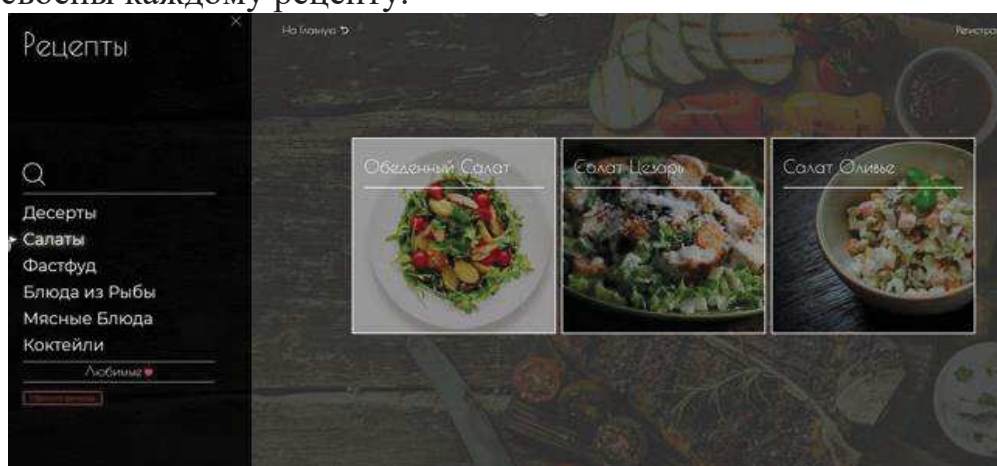 каждому рецепту.
Рецепты
×
На Главную
Десерты
Салаты
Фастфуд
Блюда из Рыбы
Мясные Блюда
Коктейли
Любимые
Обеденный Салат
Салат Цезарь
Салат Оливье